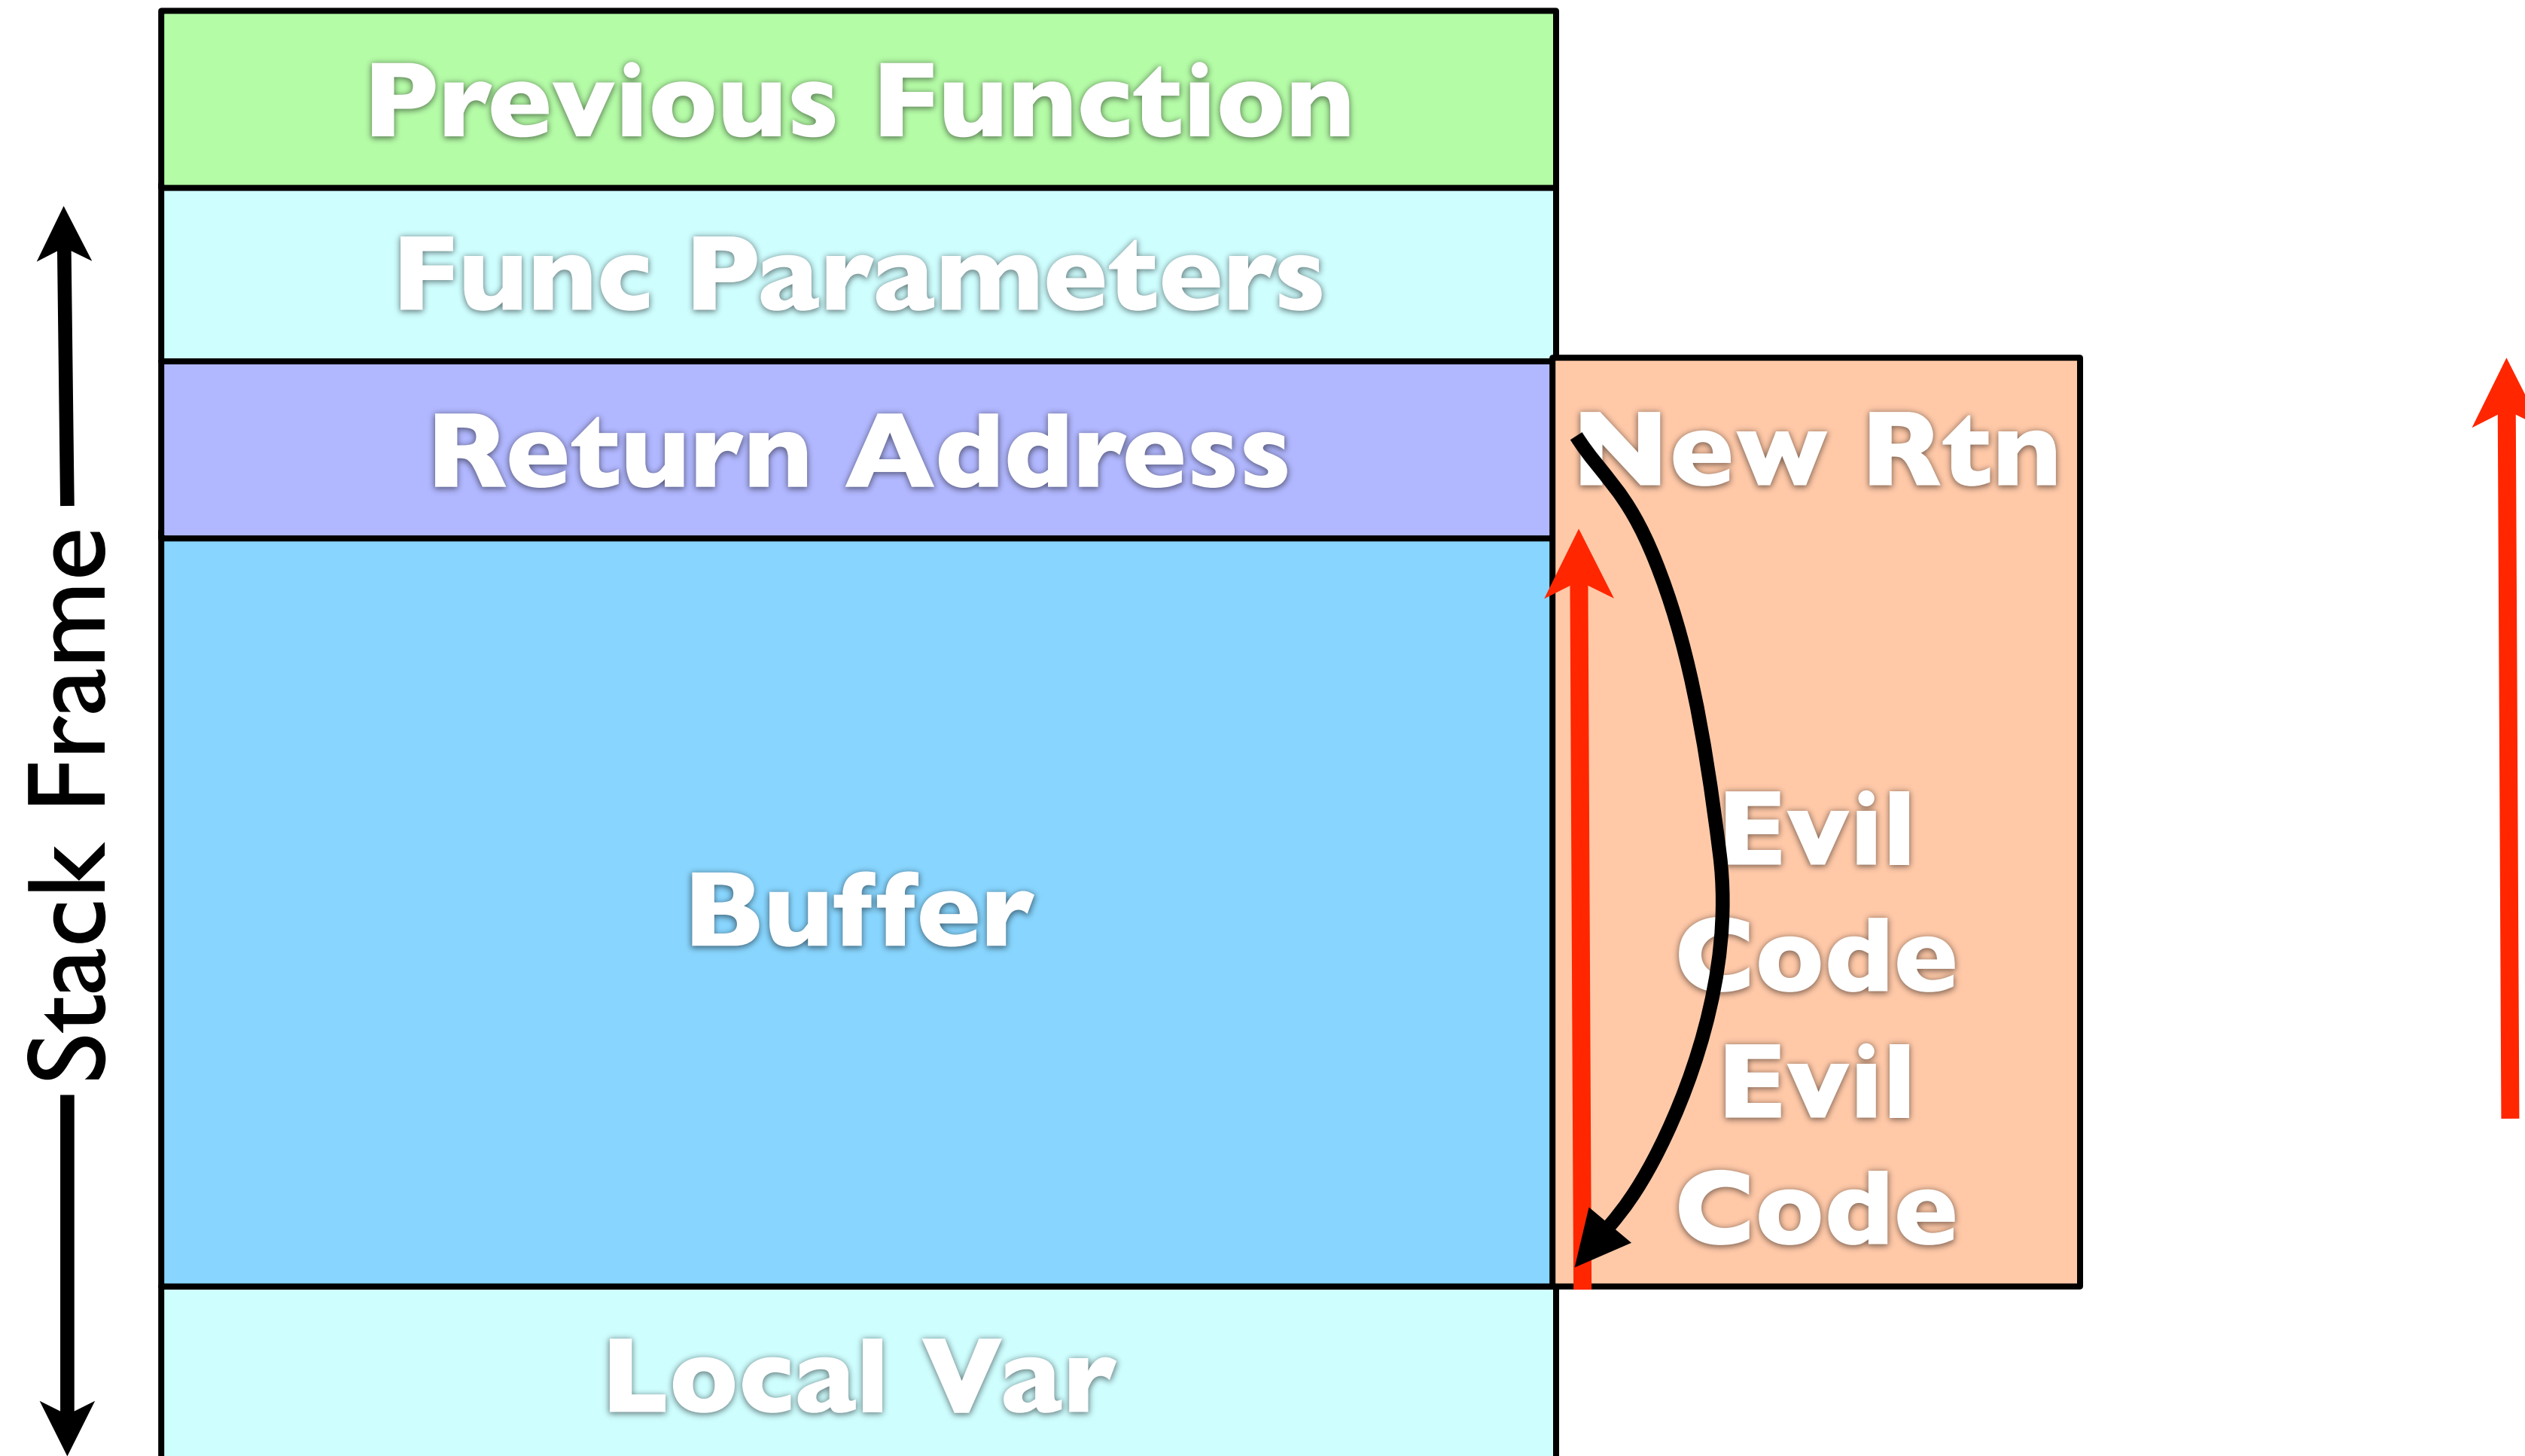 Previous Function
Func Parameters
Return Address
New Rtn
Stack Frame
Buffer
Evil
Code
Evil
Code
Local Var